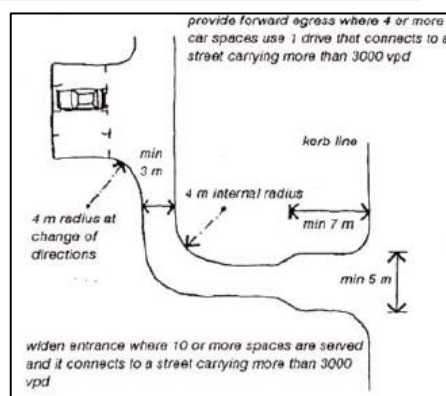 provide forward egress where 4 or more
car spaces use 1 drive that connects to a
street carrying more than 3000 vpd
min
3 m
kerb line
4 m internal radius
min 7 m
4 m radius at
change of
directions
min 5 m
widen entrance where 10 or more spaces are served
and it connects to a street carrying more than 3000
vpd